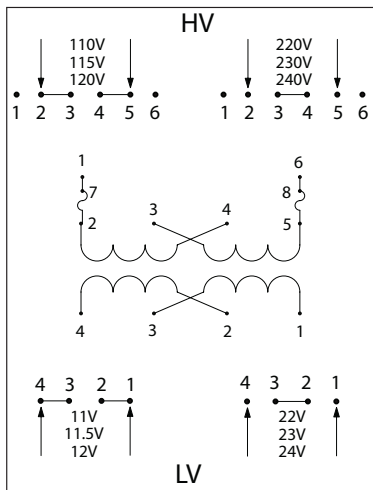 HV
110V 220V
115V 230V
120V 240V
1 2 3 4 5 6 1 2 3 4 5 6
1 6
7 8
2 3 4 5
4 3 2 1
4 3 2 1 4 3 2 1
11V 22V
11.5V 23V
12V 24V
LV